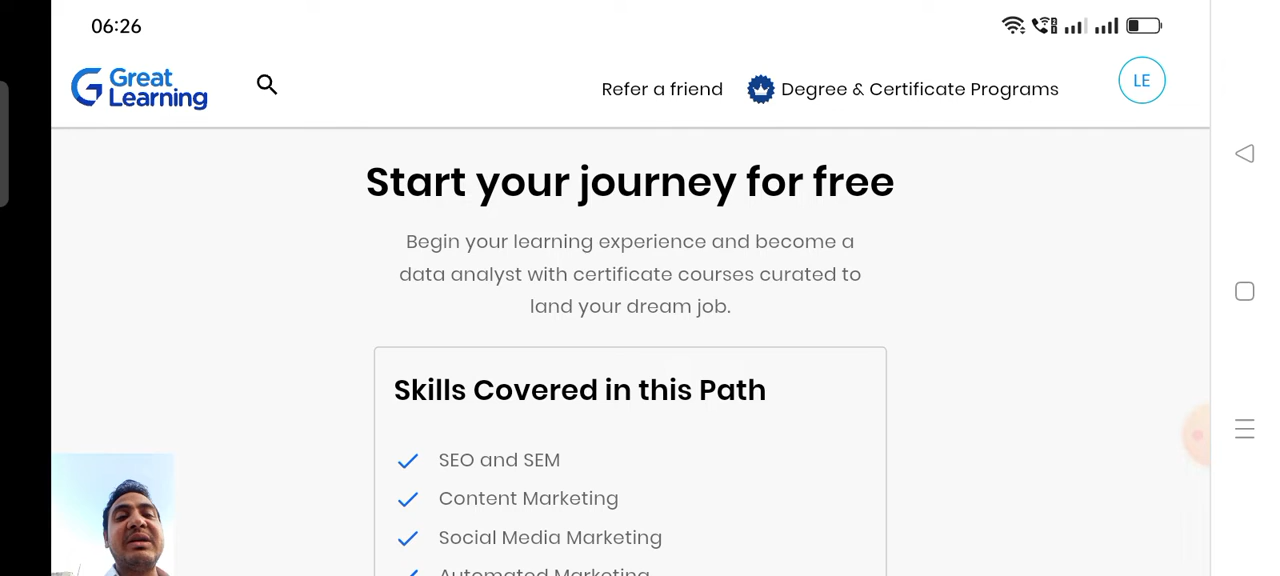 06:26
Great Learning
Refer a friend
Degree & Certificate Programs
LE
Start your journey for free
Begin your learning experience and become a
data analyst with certificate courses curated to
land your dream job.
Skills Covered in this Path
SEO and SEM
Content Marketing
Social Media Marketing
Automated Marketing